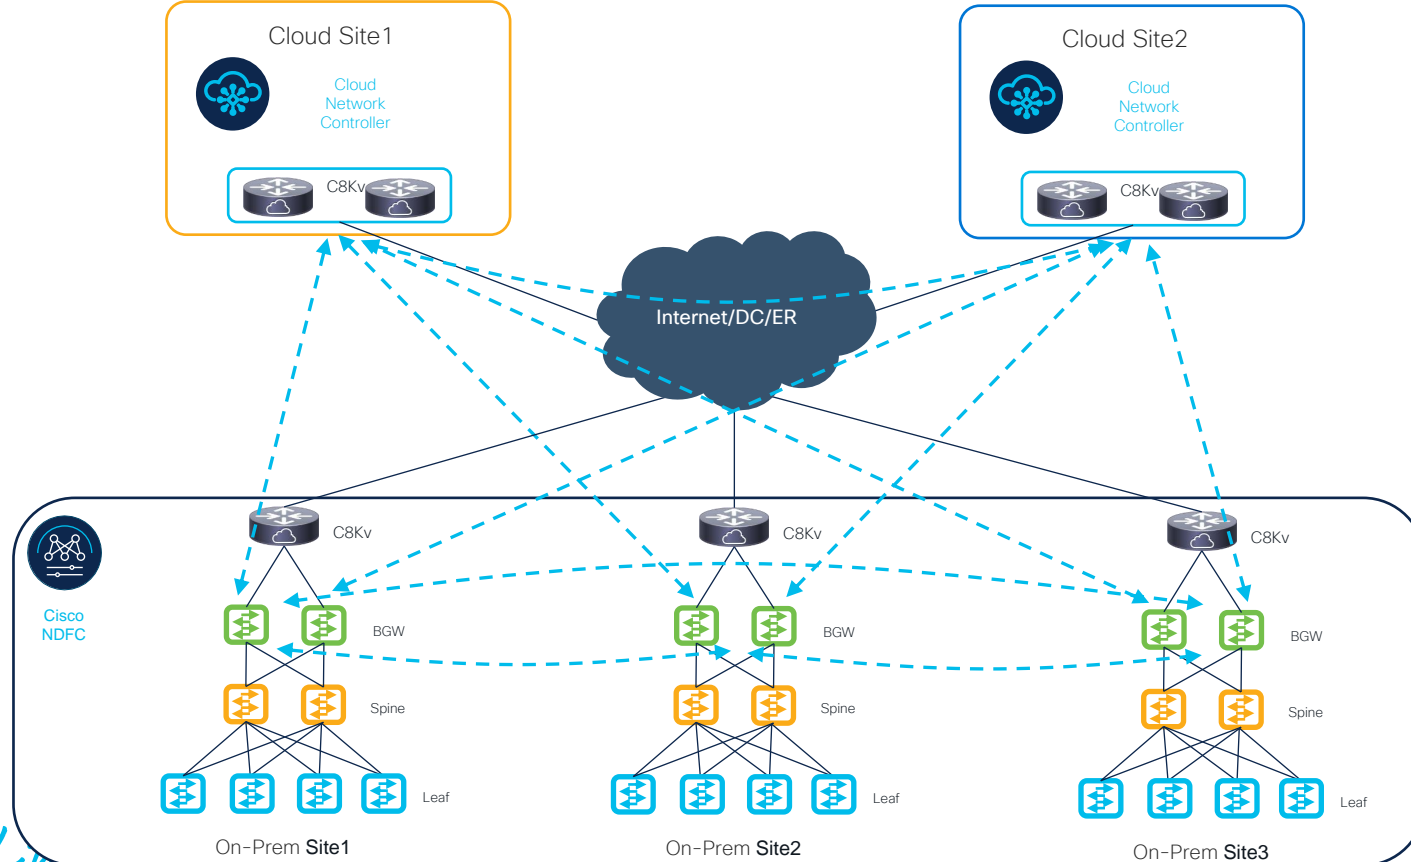 Cloud Site1
Cloud
Network
Controller
C8Kv
Cloud Site2
Cloud
Network
Controller
C8Kv
Internet/DC/ER
Cisco
NDFC
C8Kv
C8Kv
C8Kv
BGW
BGW
BGW
Spine
Spine
Spine
Leaf
Leaf
Leaf
On-Prem Site1
On-Prem Site2
On-Prem Site3